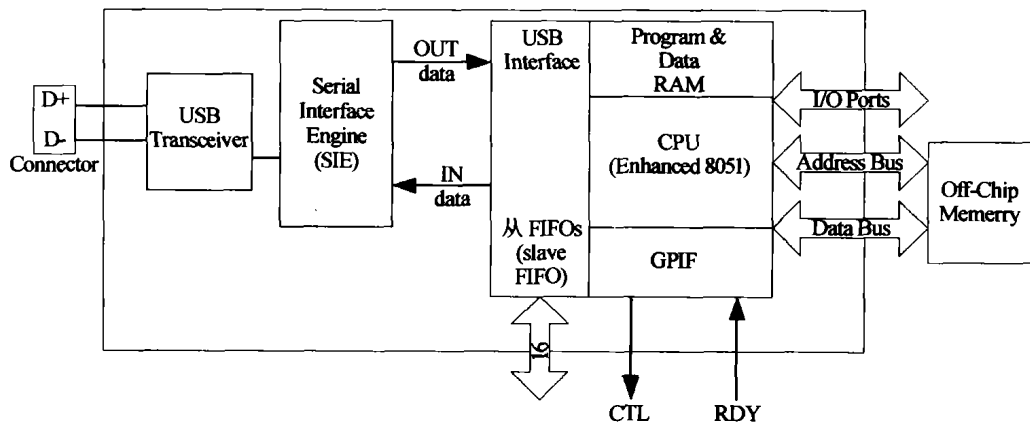 D+
D-
Connector
USB
Transceiver
Serial
Interface
Engine
(SIE)
OUT
data
IN
data
USB
Interface
FIFOs
(slave
FIFO)
16
Program &
Data
RAM
CPU
(Enhanced 8051)
GPIF
CTL
RDY
I/O Ports
Address Bus
Data Bus
Off-Chip
Memerry